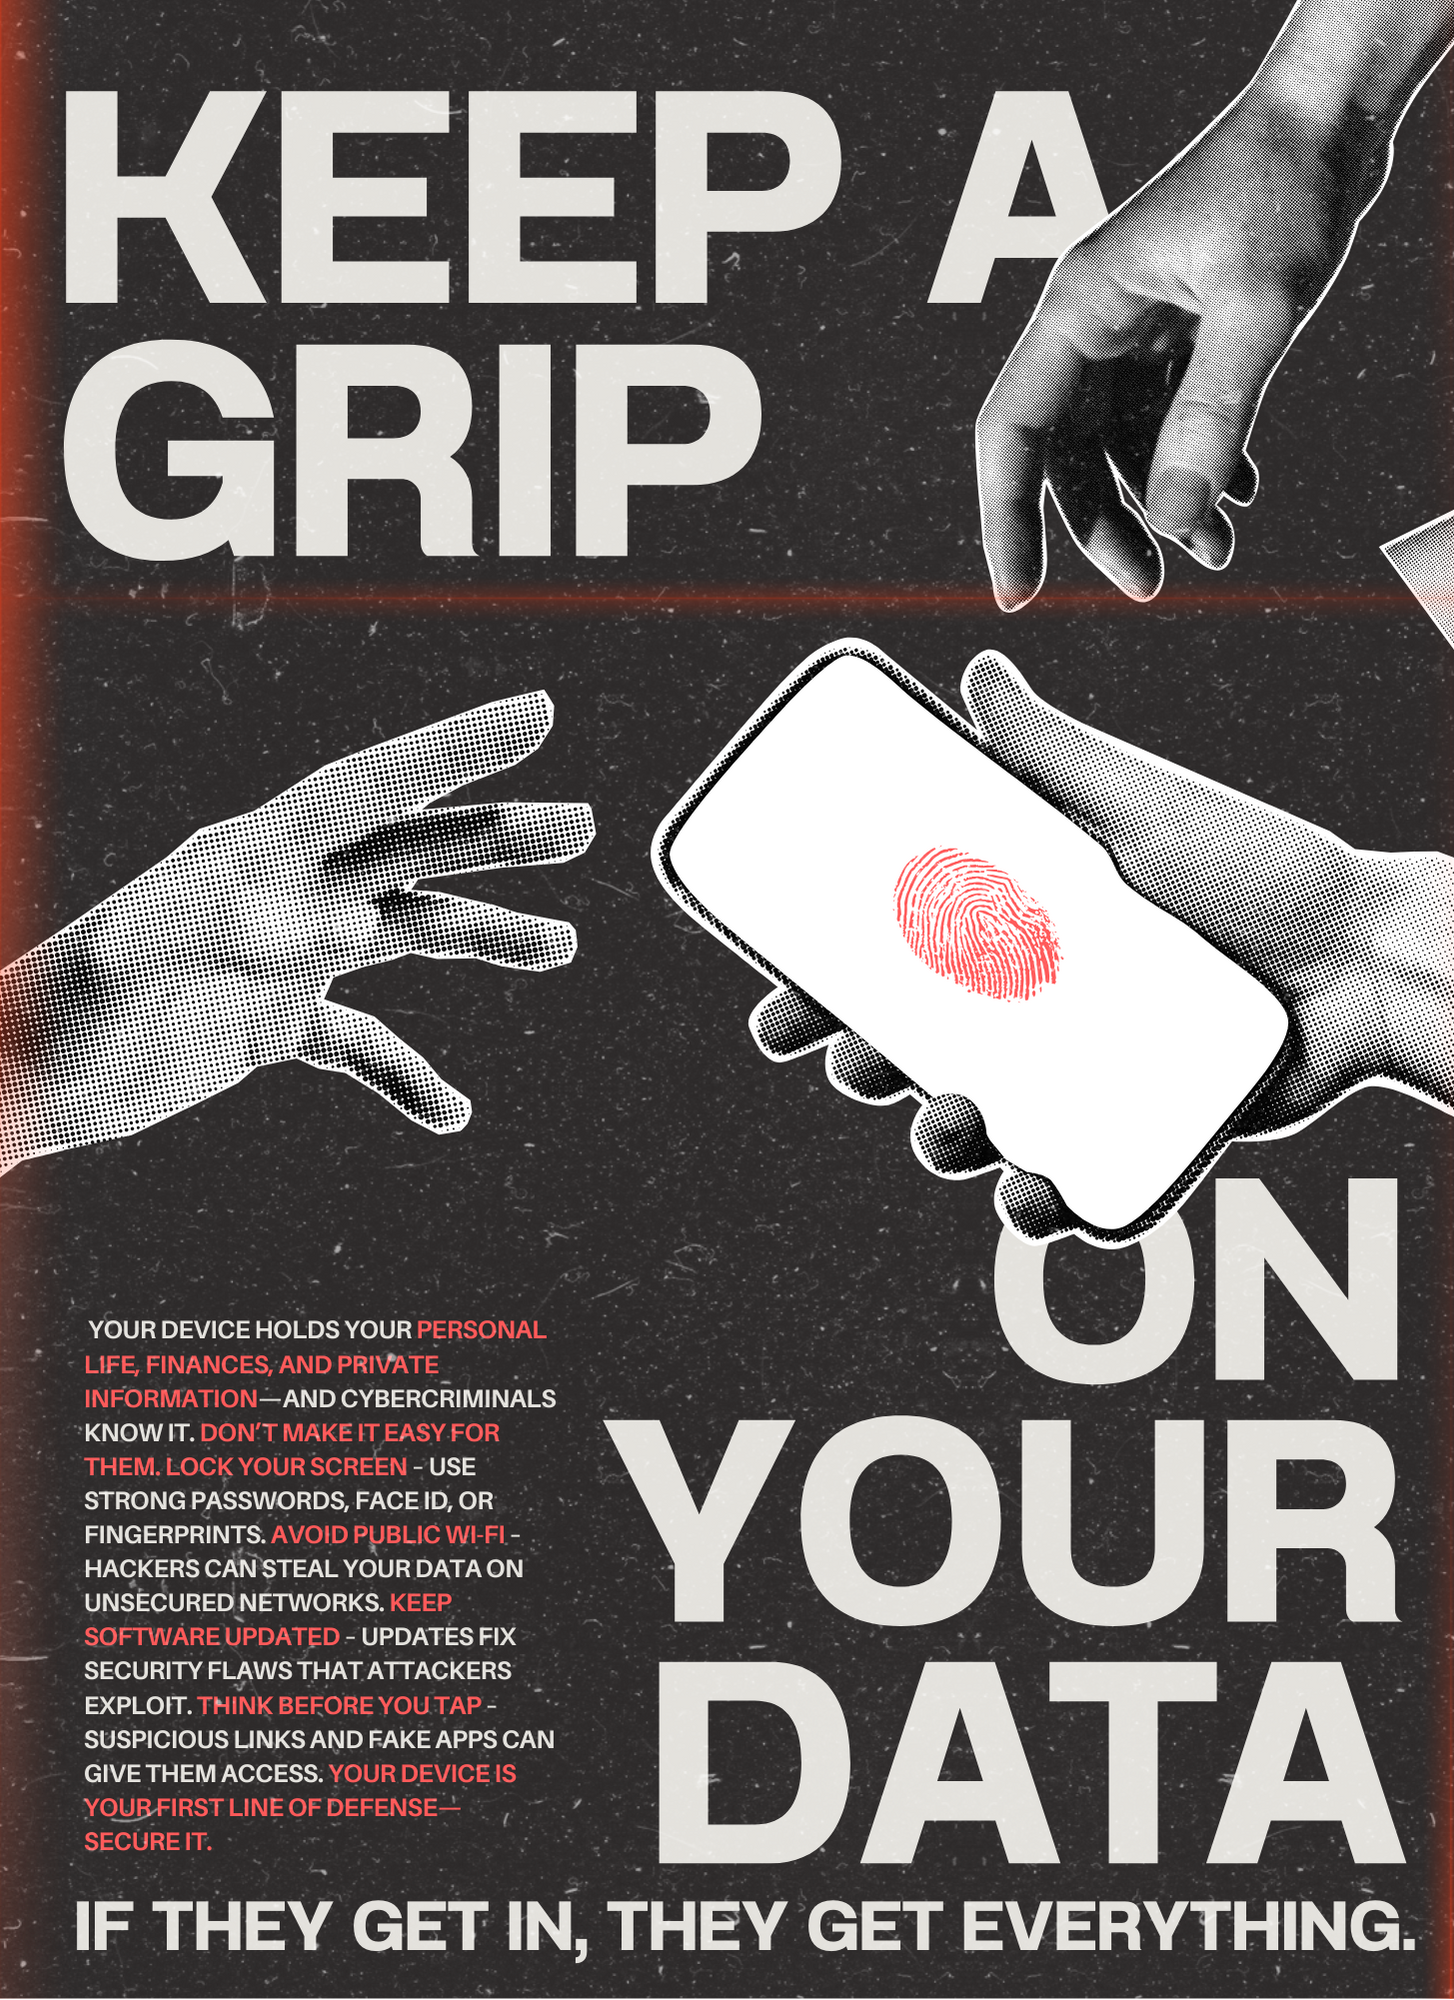 KEEP A
GRIP
ON
YOUR
DATA
YOUR DEVICE HOLDS YOUR PERSONAL
LIFE, FINANCES, AND PRIVATE
INFORMATION—AND CYBERCRIMINALS
KNOW IT. DON’T MAKE IT EASY FOR
THEM. LOCK YOUR SCREEN – USE
STRONG PASSWORDS, FACE ID, OR
FINGERPRINTS. AVOID PUBLIC WI-FI –
HACKERS CAN STEAL YOUR DATA ON
UNSECURED NETWORKS. KEEP
SOFTWARE UPDATED – UPDATES FIX
SECURITY FLAWS THAT ATTACKERS
EXPLOIT. THINK BEFORE YOU TAP –
SUSPICIOUS LINKS AND FAKE APPS CAN
GIVE THEM ACCESS. YOUR DEVICE IS
YOUR FIRST LINE OF DEFENSE—
SECURE IT.
IF THEY GET IN, THEY GET EVERYTHING.